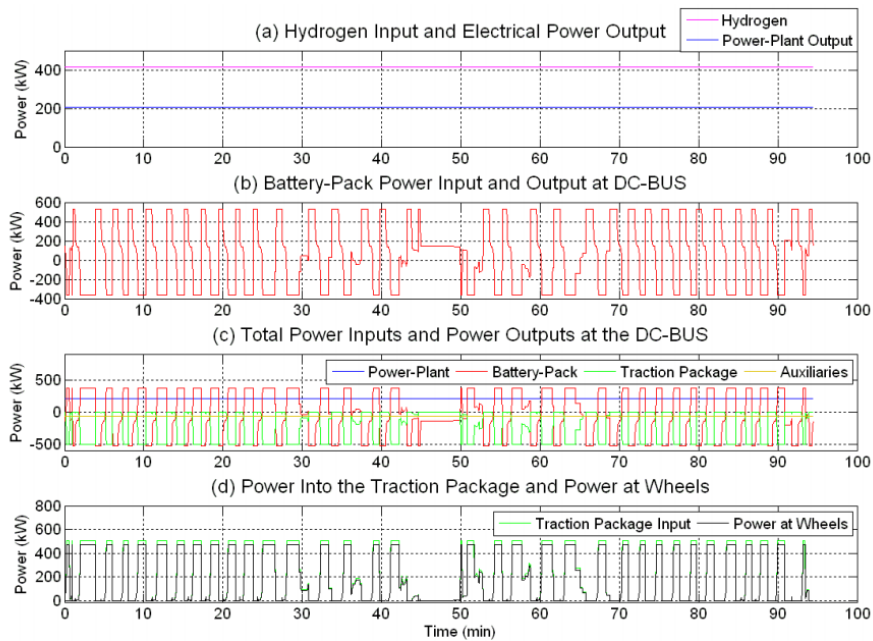 (a) Hydrogen Input and Electrical Power Output
Hydrogen
Power-Plant Output
Power (kW)
400
200
0
0 10 20 30 40 50 60 70 80 90 100
(b) Battery-Pack Power Input and Output at DC-BUS
Power (kW)
600
400
200
0
-200
-400
0 10 20 30 40 50 60 70 80 90 100
(c) Total Power Inputs and Power Outputs at the DC-BUS
Power-Plant Battery-Pack Traction Package Auxiliaries
Power (kW)
500
0
-500
0 10 20 30 40 50 60 70 80 90 100
(d) Power Into the Traction Package and Power at Wheels
Traction Package Input Power at Wheels
Power (kW)
800
600
400
200
0
0 10 20 30 40 50 60 70 80 90 100
Time (min)